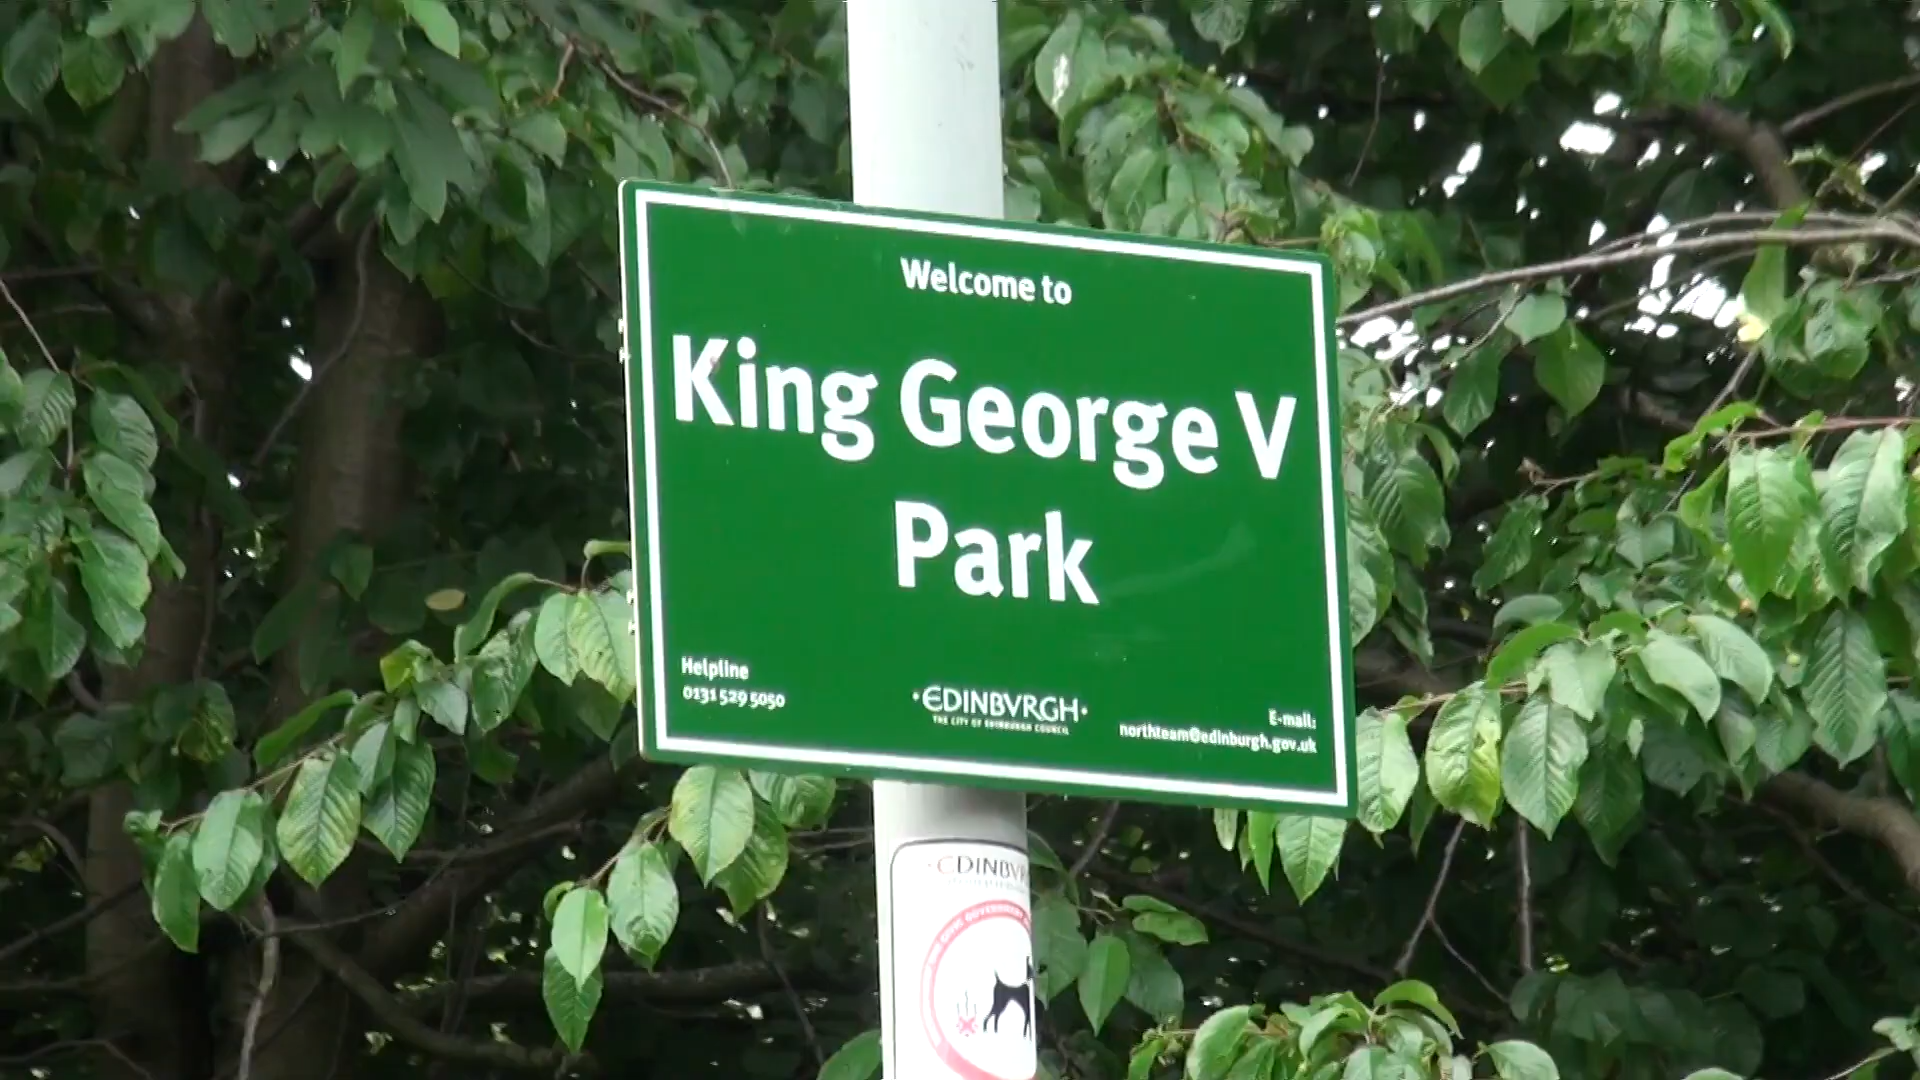 Welcome to
King George V
Park
Helpline
0131 529 5050
·EDINBVRGH·
THE CITY OF EDINBURGH COUNCIL
E-mail:
northteam@edinburgh.gov.uk